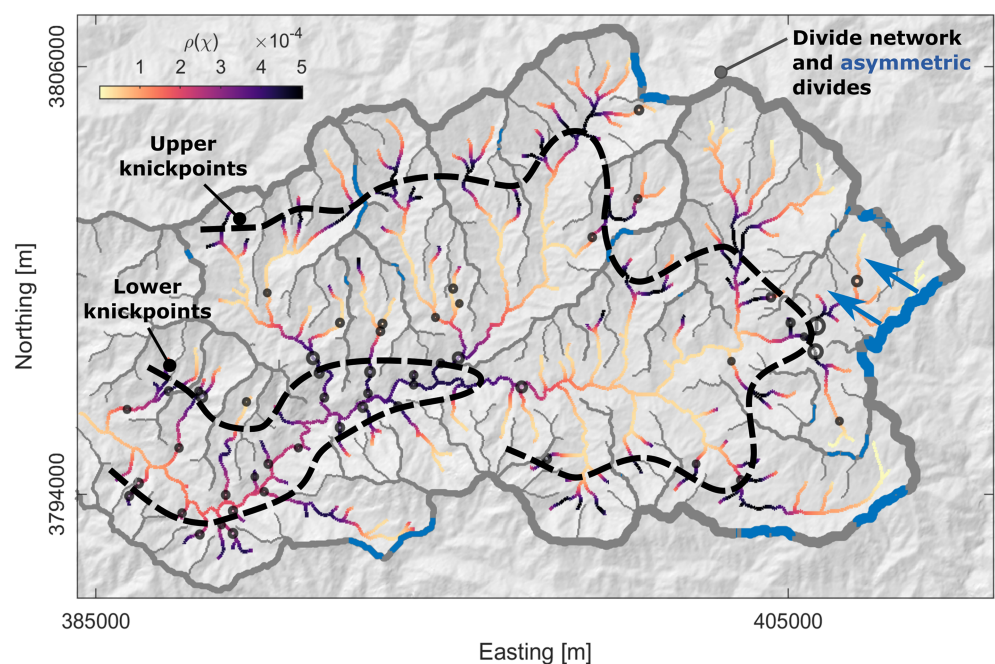 3806000
3794000
Northing [m]
ρ(χ) ×10⁻⁴
1 2 3 4 5
Divide network
and asymmetric
divides
Upper
knickpoints
Lower
knickpoints
385000 405000
Easting [m]